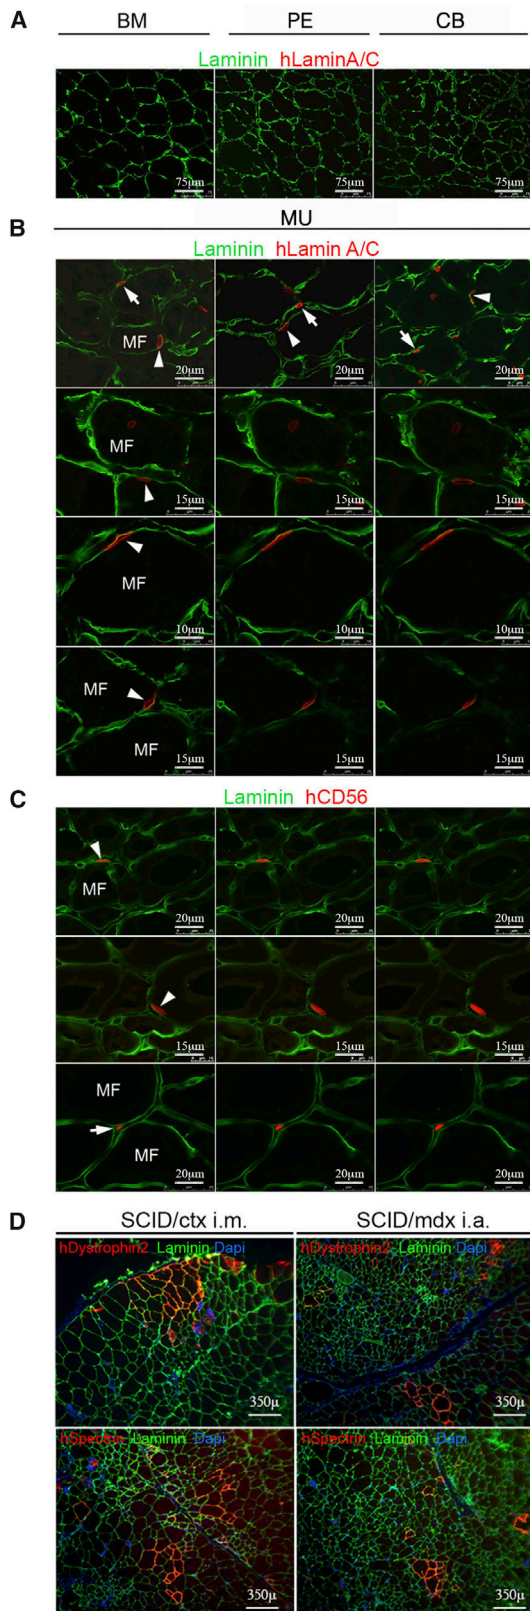 A
BM PE CB
Laminin hLaminA/C
75µm 75µm 75µm
MU
B
Laminin hLamin A/C
MF
20µm 20µm 20µm
MF
15µm 15µm 15µm
MF
10µm 10µm 10µm
MF
MF
15µm 15µm 15µm
C
Laminin hCD56
MF
20µm 20µm 20µm
15µm 15µm 15µm
MF
MF
20µm 20µm 20µm
D
SCID/ctx i.m. SCID/mdx i.a.
hDystrophin2 Laminin Dapi hDystrophin2 Laminin Dapi
350µ 350µ
hSpectrin Laminin Dapi hSpectrin Laminin Dapi
350µ 350µ